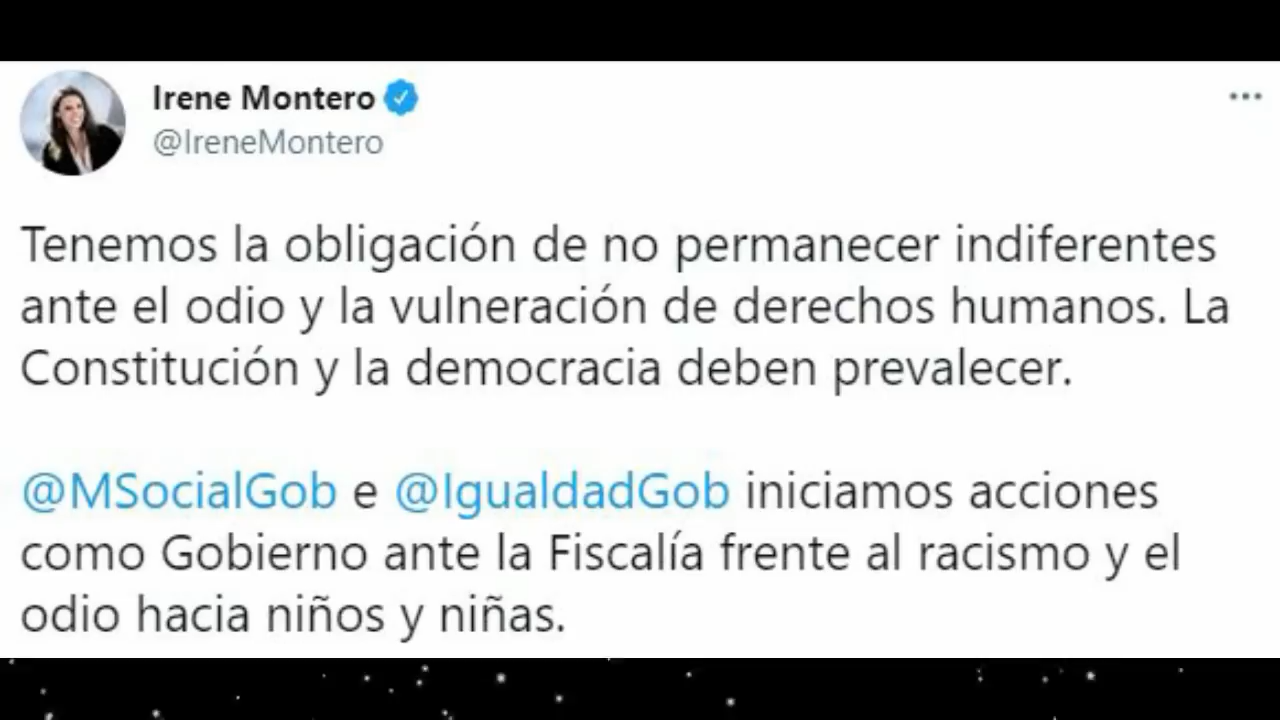 Irene Montero
@IreneMontero
Tenemos la obligación de no permanecer indiferentes
ante el odio y la vulneración de derechos humanos. La
Constitución y la democracia deben prevalecer.
@MSocialGob e @IgualdadGob iniciamos acciones
como Gobierno ante la Fiscalía frente al racismo y el
odio hacia niños y niñas.